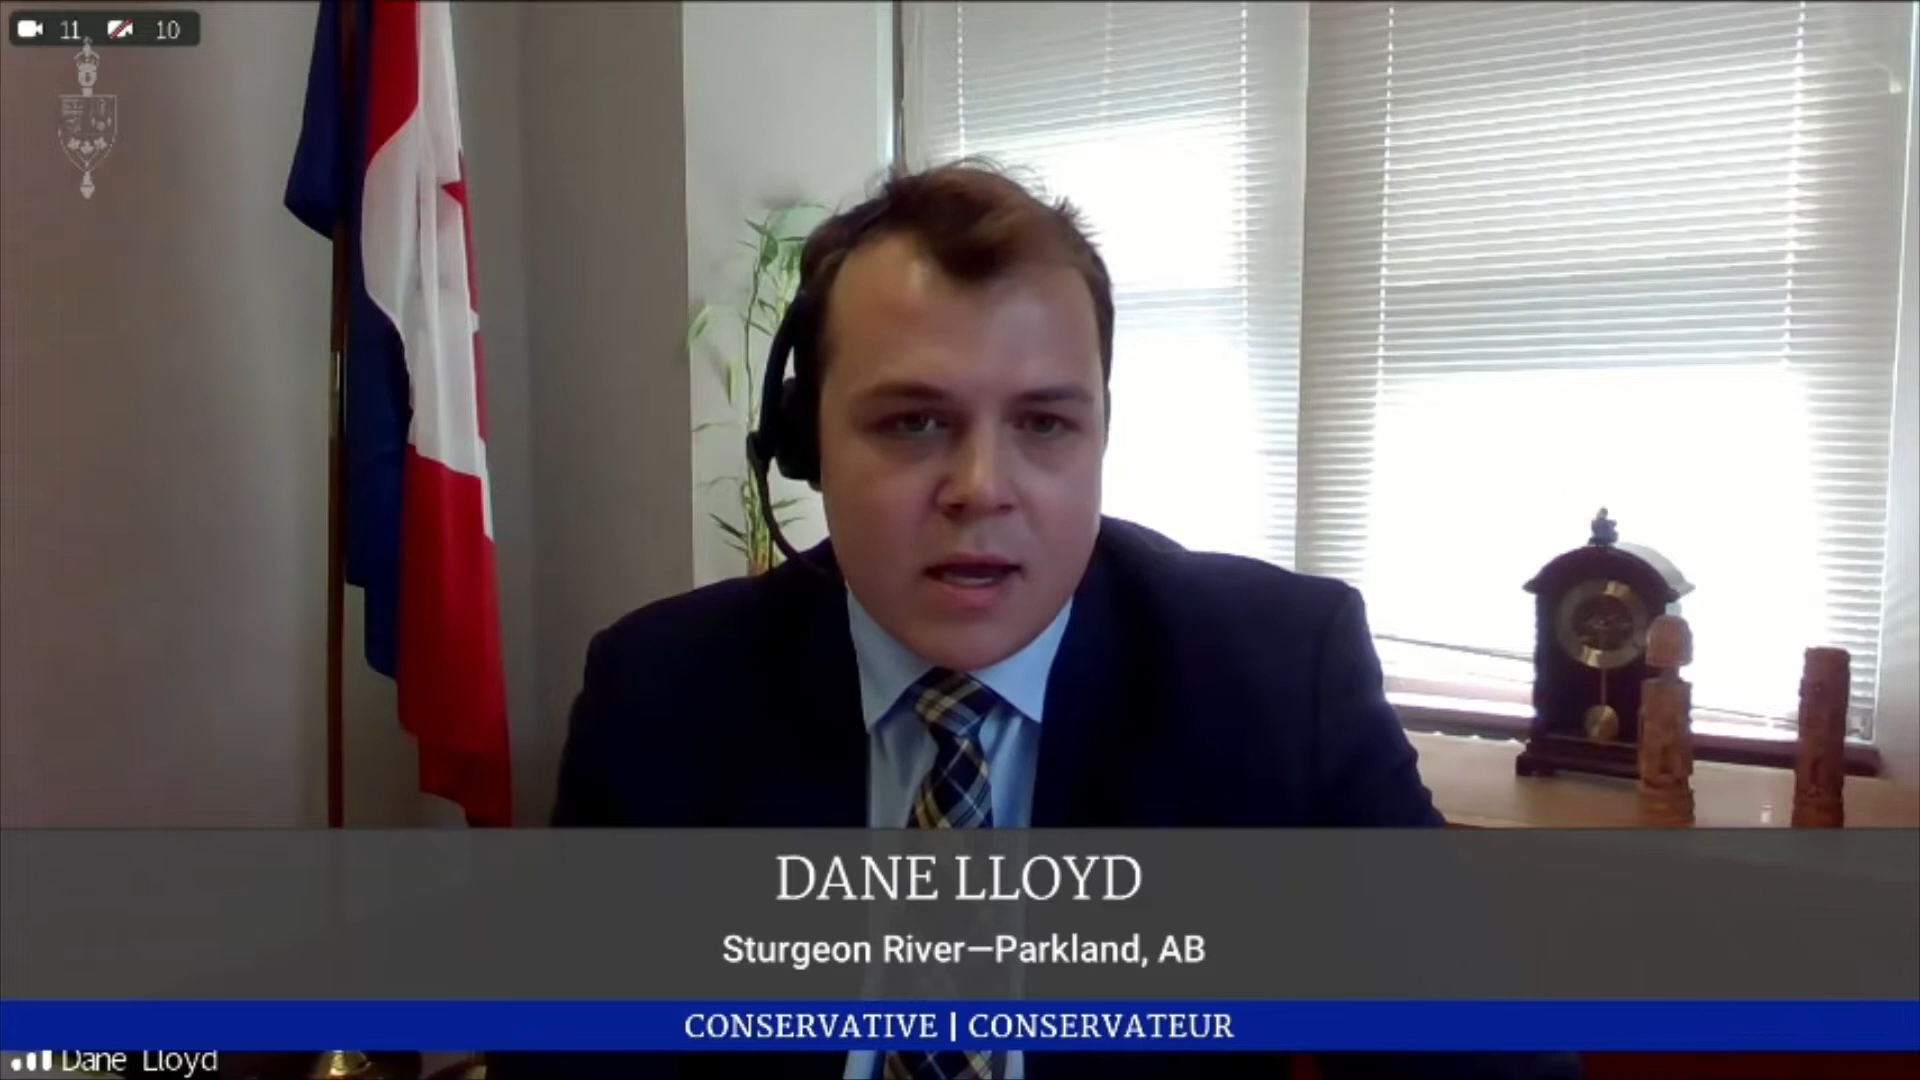 11 10
DANE LLOYD
Sturgeon River—Parkland, AB
CONSERVATIVE | CONSERVATEUR
Dane Lloyd